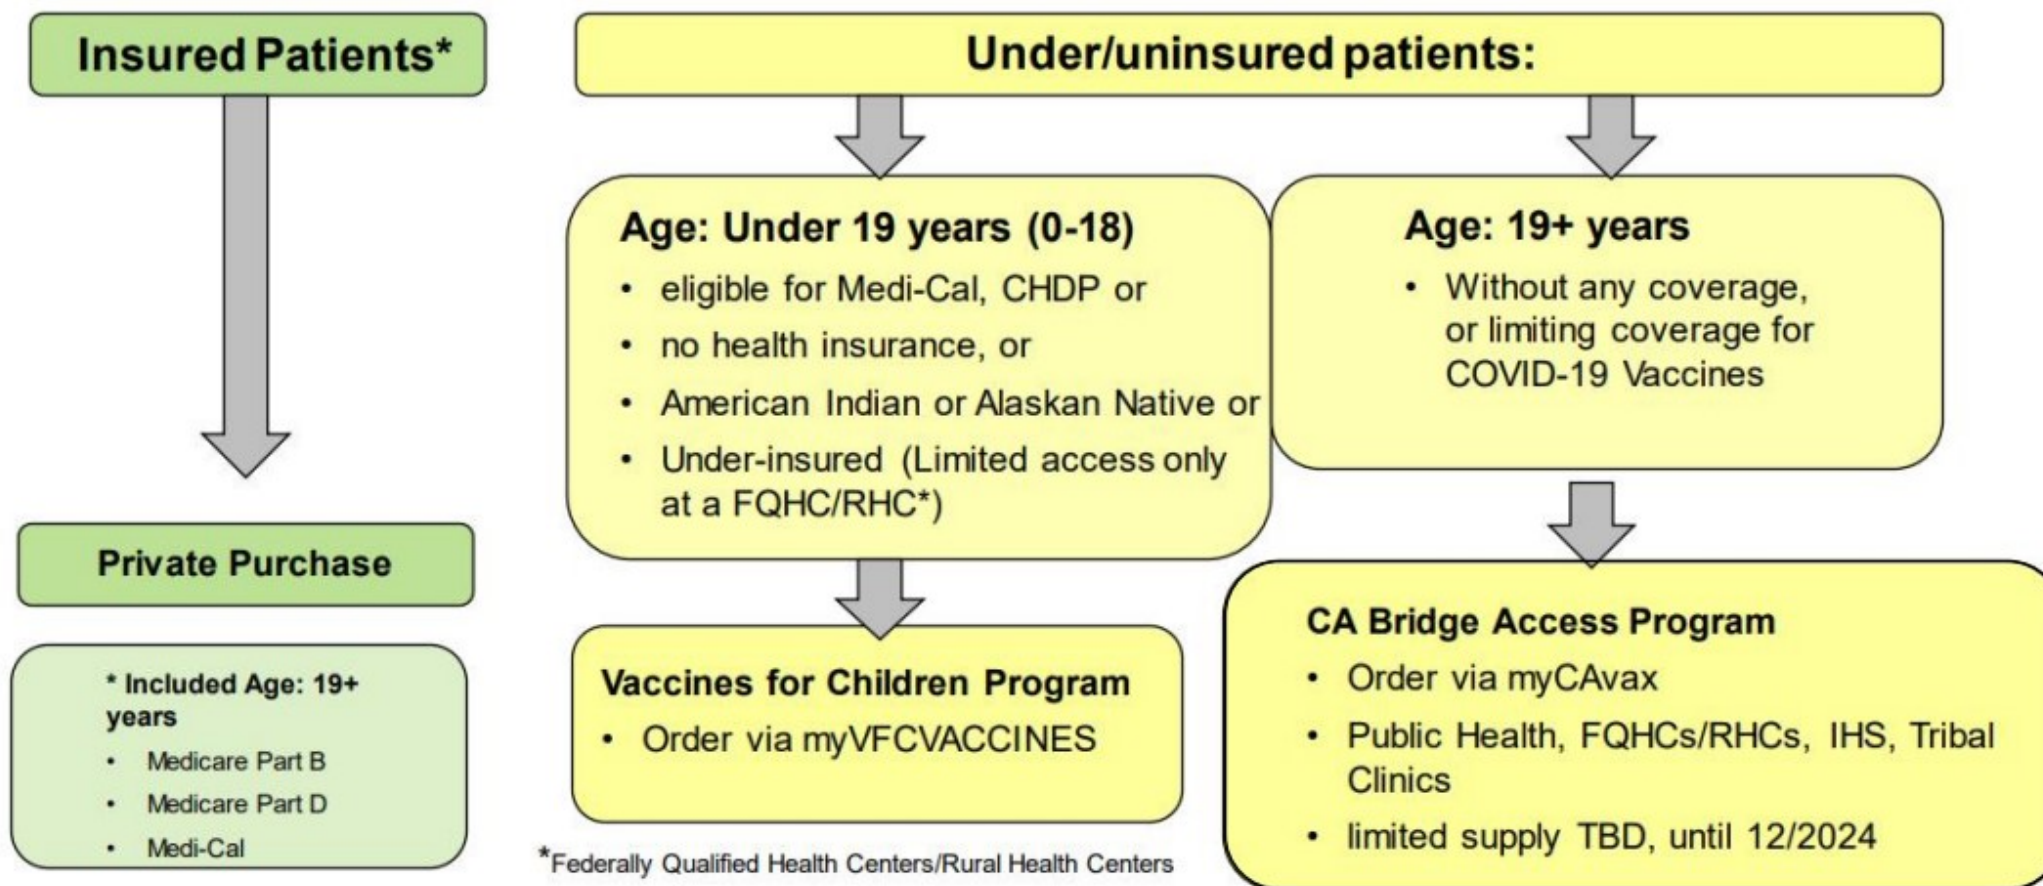 Insured Patients*
Under/uninsured patients:
Age: Under 19 years (0-18)
• eligible for Medi-Cal, CHDP or
• no health insurance, or
• American Indian or Alaskan Native or
• Under-insured (Limited access only
at a FQHC/RHC*)
Age: 19+ years
• Without any coverage,
or limiting coverage for
COVID-19 Vaccines
Private Purchase
* Included Age: 19+
years
• Medicare Part B
• Medicare Part D
• Medi-Cal
Vaccines for Children Program
• Order via myVFCVACCINES
CA Bridge Access Program
• Order via myCAvax
• Public Health, FQHCs/RHCs, IHS, Tribal
Clinics
• limited supply TBD, until 12/2024
*Federally Qualified Health Centers/Rural Health Centers